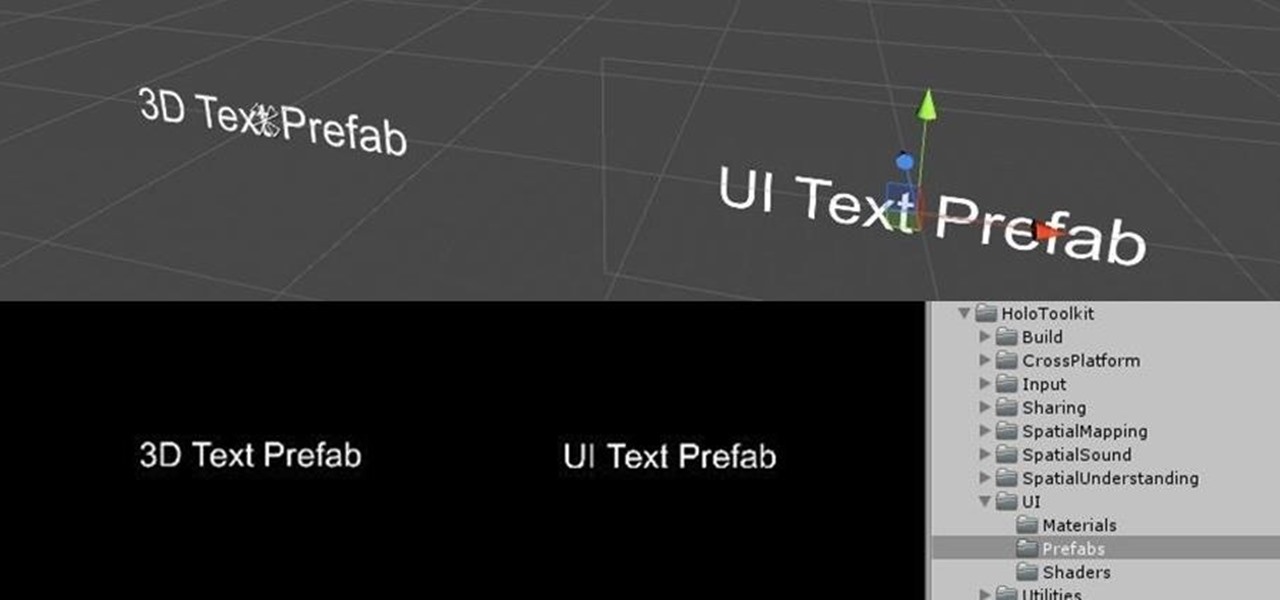 3D Text Prefab
UI Text Prefab
3D Text Prefab
UI Text Prefab
HoloToolkit
Build
CrossPlatform
Input
Sharing
SpatialMapping
SpatialSound
SpatialUnderstanding
UI
Materials
Prefabs
Shaders
Utilities